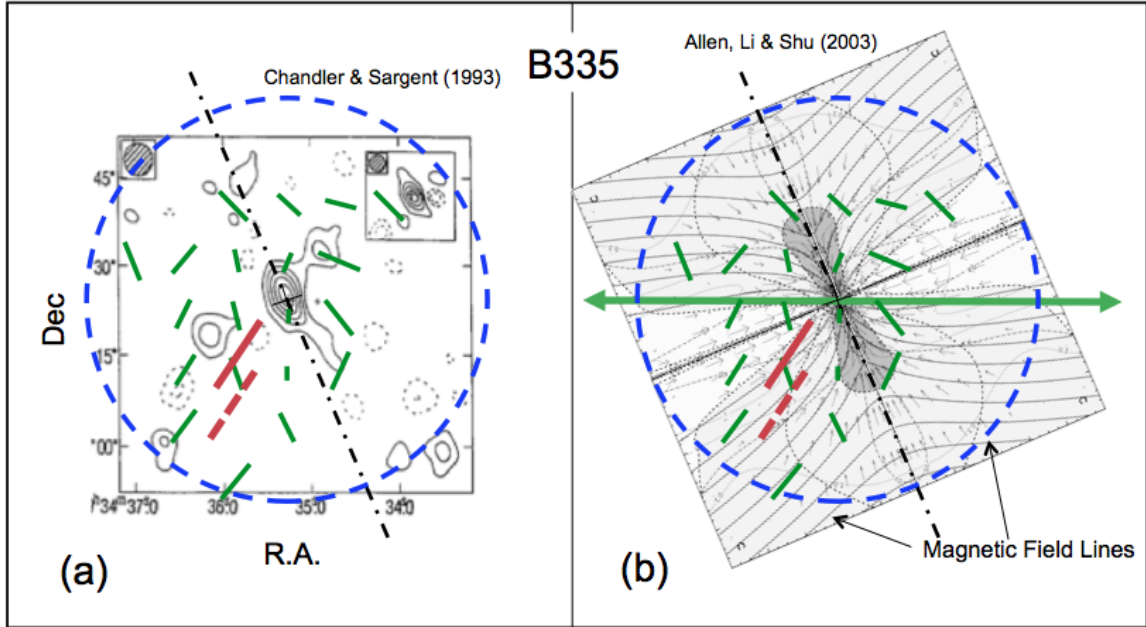 B335
Chandler & Sargent (1993)
Allen, Li & Shu (2003)
45"
30"
15"
00"
Dec
37.0
36.0
35.0
34.0
R.A.
(a)
(b)
Magnetic Field Lines